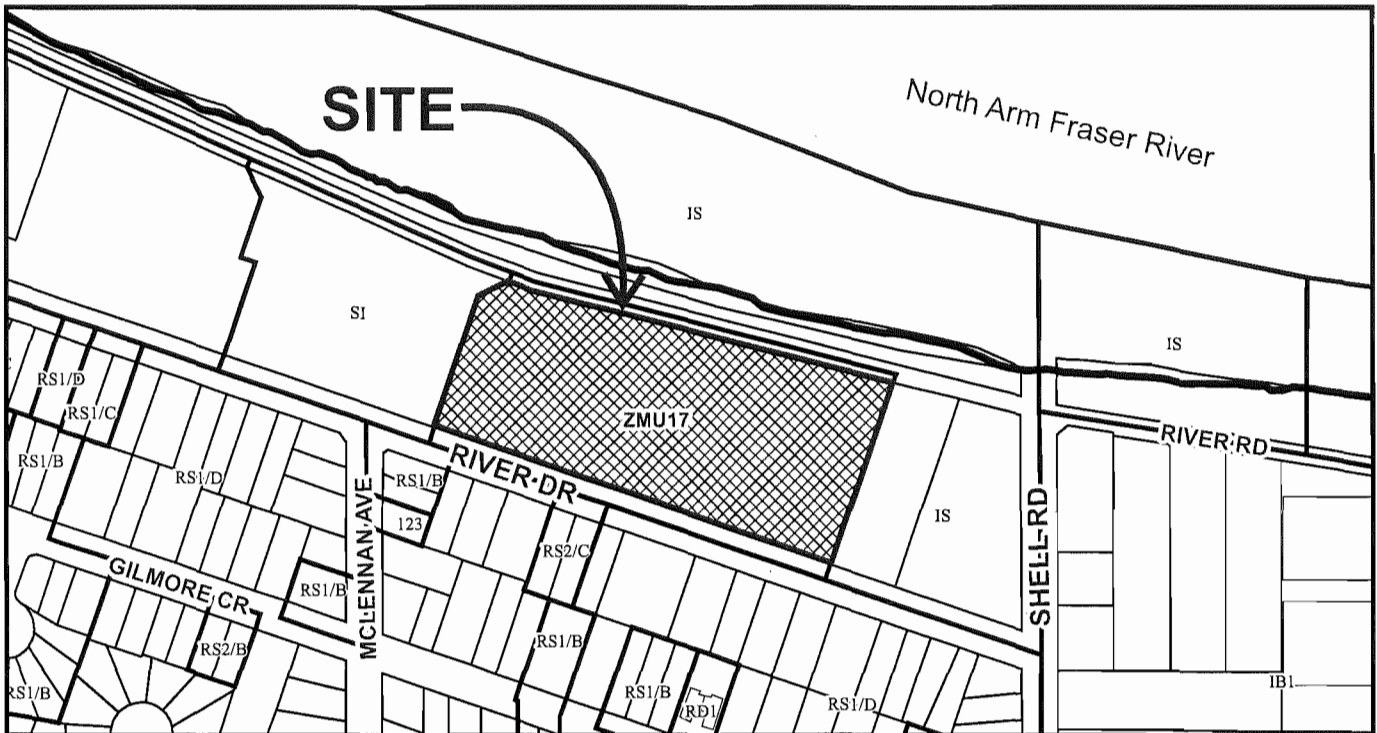 North Arm Fraser River
SITE
IS
SI
IS
RS1/D
RS1/C
ZMU17
RIVER RD
RS1/B
RIVER DR
RS1/D
RS1/B
123
IS
RS2/C
SHELL RD
GILMORE CR
RS1/B
MCLENNAN AVE
RS2/B
RS1/B
RS1/B
RS1/B
RD1
RS1/D
IB1